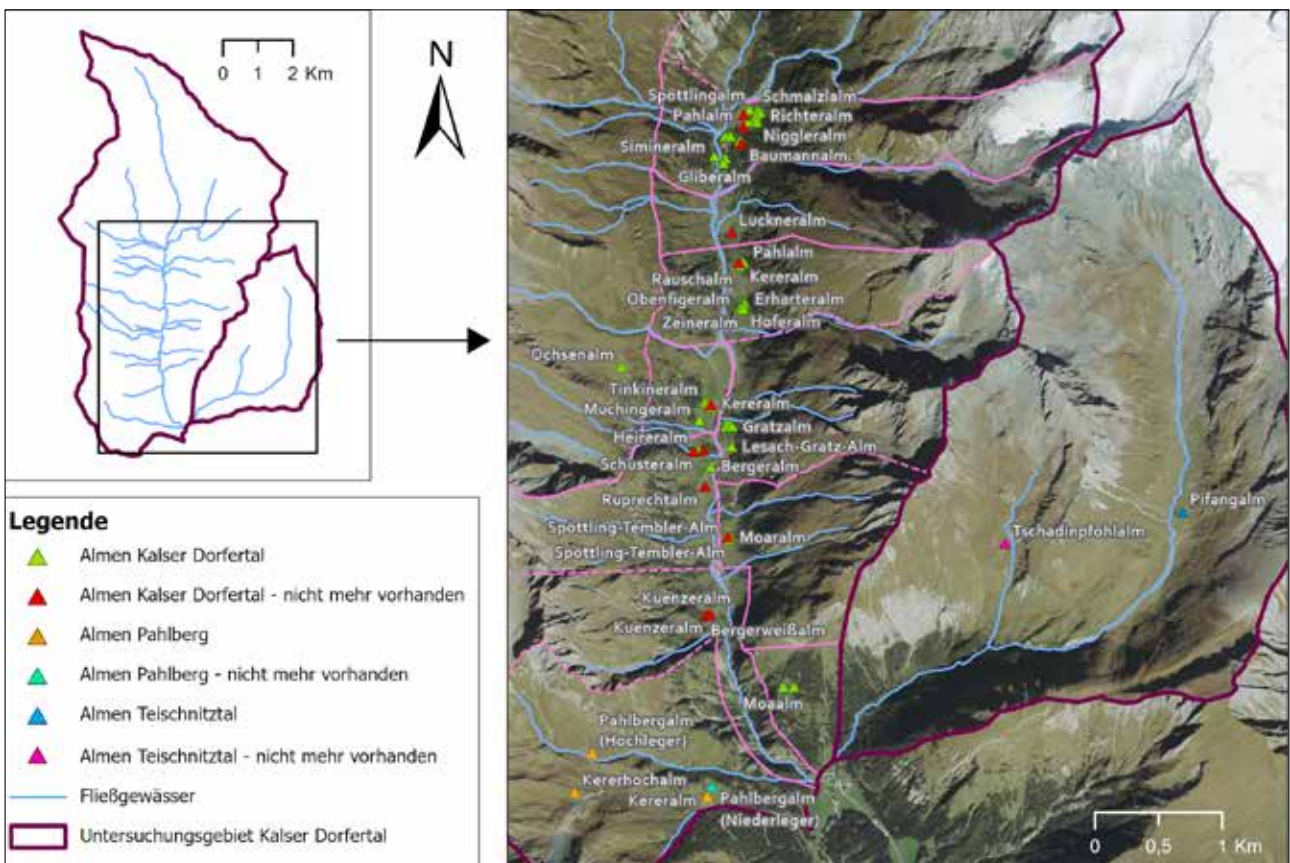 0 1 2 Km
N
Legende
Almen Kalser Dorfertal
Almen Kalser Dorfertal - nicht mehr vorhanden
Almen Pahlberg
Almen Pahlberg - nicht mehr vorhanden
Almen Teischnitztal
Almen Teischnitztal - nicht mehr vorhanden
Fließgewässer
Untersuchungsgebiet Kalser Dorfertal
Spöttlingalm Schmalzlalm
Pahlalm Richteralm
Niggleralm
Simineralm Baumannalm
Gliberalm
Luckneralm
Pahlalm
Rauschalm Kereralm
Obenfigeralm Erharteralm
Zeineralm Hoferalm
Ochsenalm
Tinkineralm Kereralm
Muchingeralm
Gratzalm
Heireralm Lesach-Gratz-Alm
Schusteralm Bergeralm
Ruprechtalm
Pifangalm
Spöttling-Tembler-Alm Moaralm
Tschadinpfohlalm
Spöttling-Tembler-Alm
Kuenzeralm
Kuenzeralm Bergerweißalm
Moaalm
Pahlbergalm
(Hochleger)
Kererhochalm
Kereralm Pahlbergalm
(Niederleger)
0 0,5 1 Km